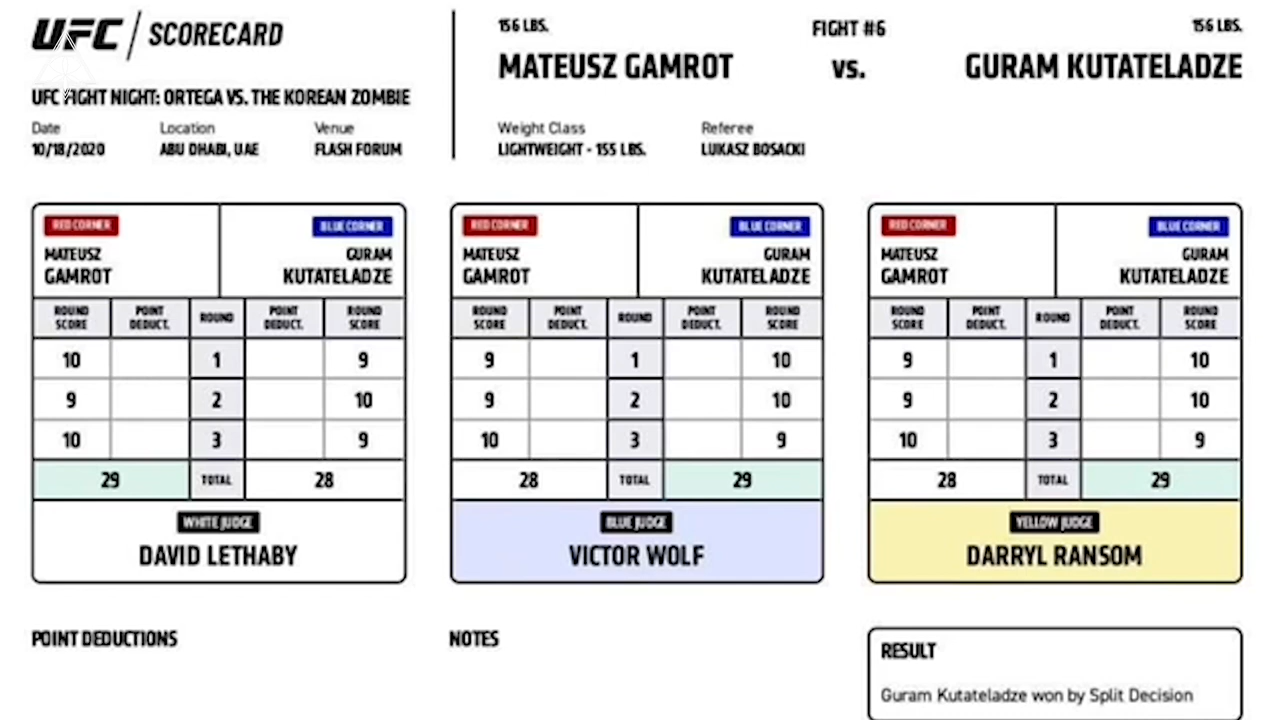 UFC / SCORECARD
UFC FIGHT NIGHT: ORTEGA VS. THE KOREAN ZOMBIE
Date Location Venue
10/18/2020 ABU DHABI, UAE FLASH FORUM
156 LBS. FIGHT #6 156 LBS.
MATEUSZ GAMROT VS. GURAM KUTATELADZE
Weight Class Referee
LIGHTWEIGHT - 155 LBS. LUKASZ BOSACKI
RED CORNER BLUE CORNER
MATEUSZ GURAM
GAMROT KUTATELADZE
ROUND POINT ROUND POINT ROUND
SCORE DEDUCT. DEDUCT. SCORE
10 1 9
9 2 10
10 3 9
29 TOTAL 28
WHITE JUDGE
DAVID LETHABY
RED CORNER BLUE CORNER
MATEUSZ GURAM
GAMROT KUTATELADZE
ROUND POINT ROUND POINT ROUND
SCORE DEDUCT. DEDUCT. SCORE
9 1 10
9 2 10
10 3 9
28 TOTAL 29
BLUE JUDGE
VICTOR WOLF
RED CORNER BLUE CORNER
MATEUSZ GURAM
GAMROT KUTATELADZE
ROUND POINT ROUND POINT ROUND
SCORE DEDUCT. DEDUCT. SCORE
9 1 10
9 2 10
10 3 9
28 TOTAL 29
YELLOW JUDGE
DARRYL RANSOM
POINT DEDUCTIONS
NOTES
RESULT
Guram Kutateladze won by Split Decision